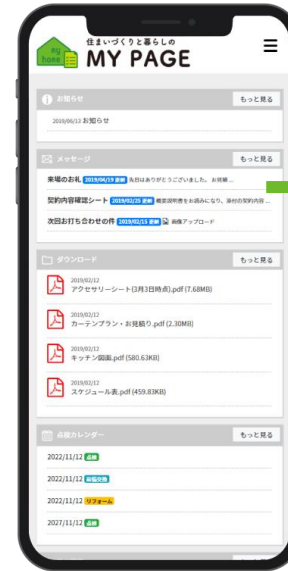 my
home
住まいづくりと暮らしの
MY PAGE
お知らせ もっと見る
2019/06/13 お知らせ
メッセージ もっと見る
来場のお礼 2019/04/19 更新 先日はありがとうございました。お見積 ...
契約内容確認シート 2019/02/25 更新 概要説明書をお読みになり、添付の契約内容 ...
次回お打ち合わせの件 2019/02/15 更新 画像アップロード
ダウンロード もっと見る
2019/02/12
アクセサリーシート(3月3日時点).pdf (7.68MB)
2019/02/12
カーテンプラン・お見積り.pdf (2.30MB)
2019/02/12
キッチン図面.pdf (580.63KB)
2019/02/12
スケジュール表.pdf (459.83KB)
点検カレンダー もっと見る
2022/11/12 点検
2022/11/12
2022/11/12 リフォーム
2027/11/12 点検